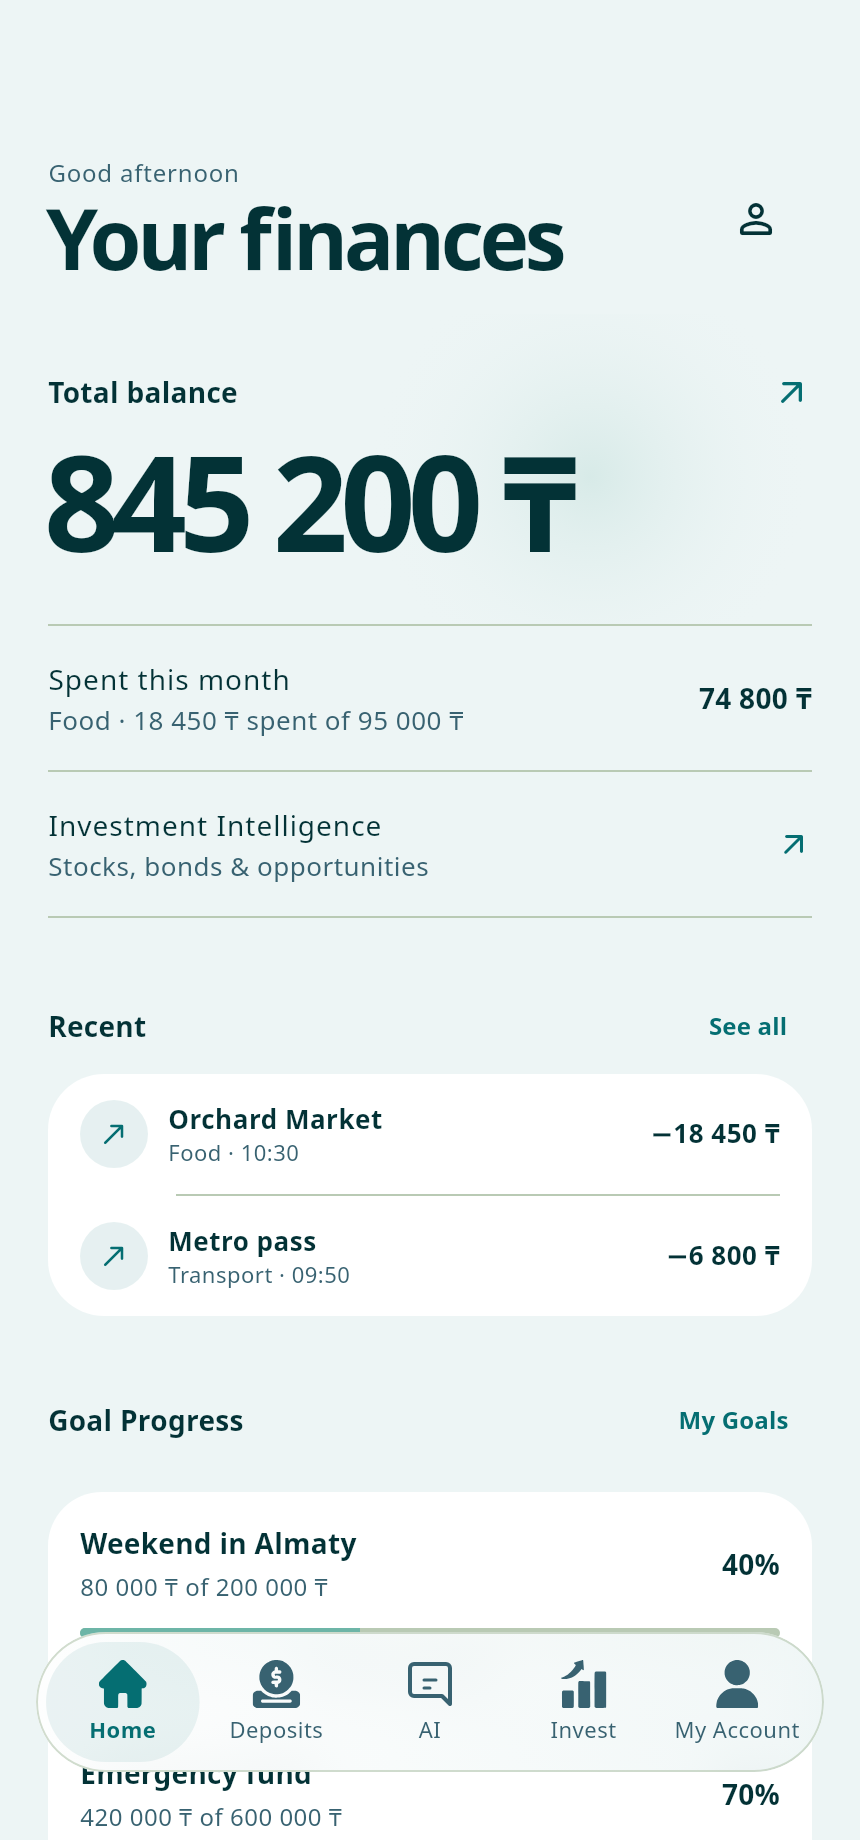 Good afternoon
Your finances
Total balance
845 200 ₸
Spent this month
Food · 18 450 ₸ spent of 95 000 ₸
74 800 ₸
Investment Intelligence
Stocks, bonds & opportunities
Recent
See all
Orchard Market
Food · 10:30
−18 450 ₸
Metro pass
Transport · 09:50
−6 800 ₸
Goal Progress
My Goals
Weekend in Almaty
80 000 ₸ of 200 000 ₸
40%
Home
Deposits
AI
Invest
My Account
Emergency fund
420 000 ₸ of 600 000 ₸
70%